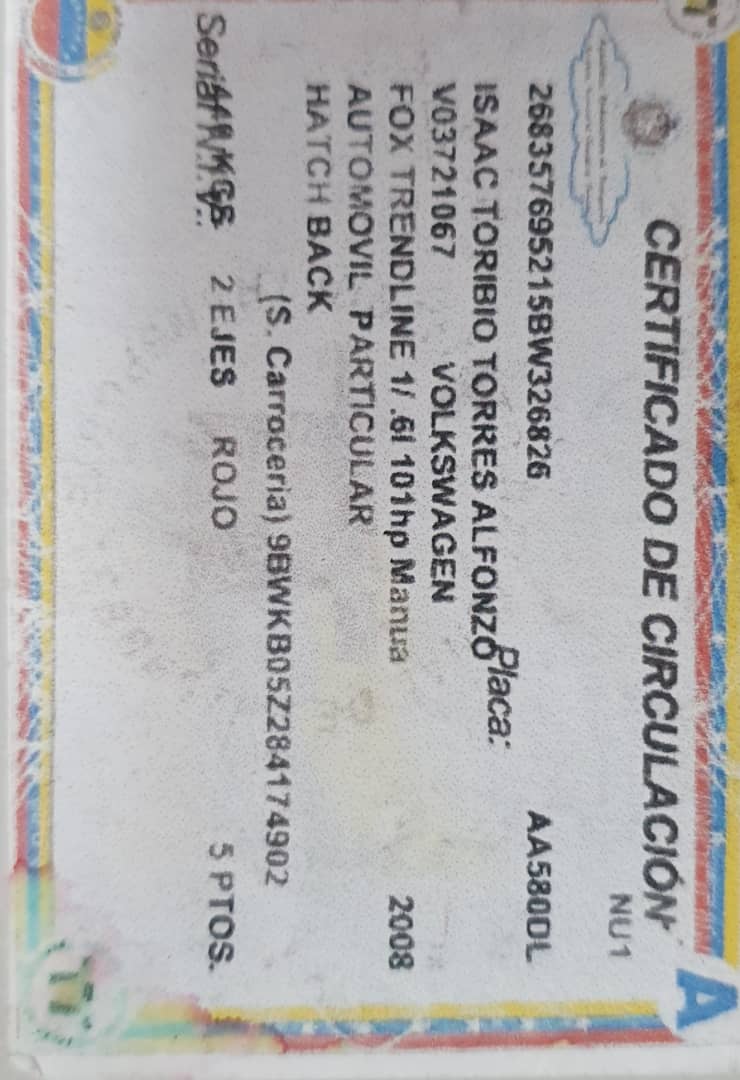 CERTIFICADO DE CIRCULACIÓN
A
NU1
268357695215BW326826 AA580DL
Placa:
ISAAC TORIBIO TORRES ALFONZO
V03721067 VOLKSWAGEN
FOX TRENDLINE 1/ .6l 101hp Manua 2008
AUTOMOVIL PARTICULAR
HATCH BACK
(S. Carroceria) 9BWKB05Z284174902
2 EJES ROJO 5 PTOS.
Serial N.I.V.: